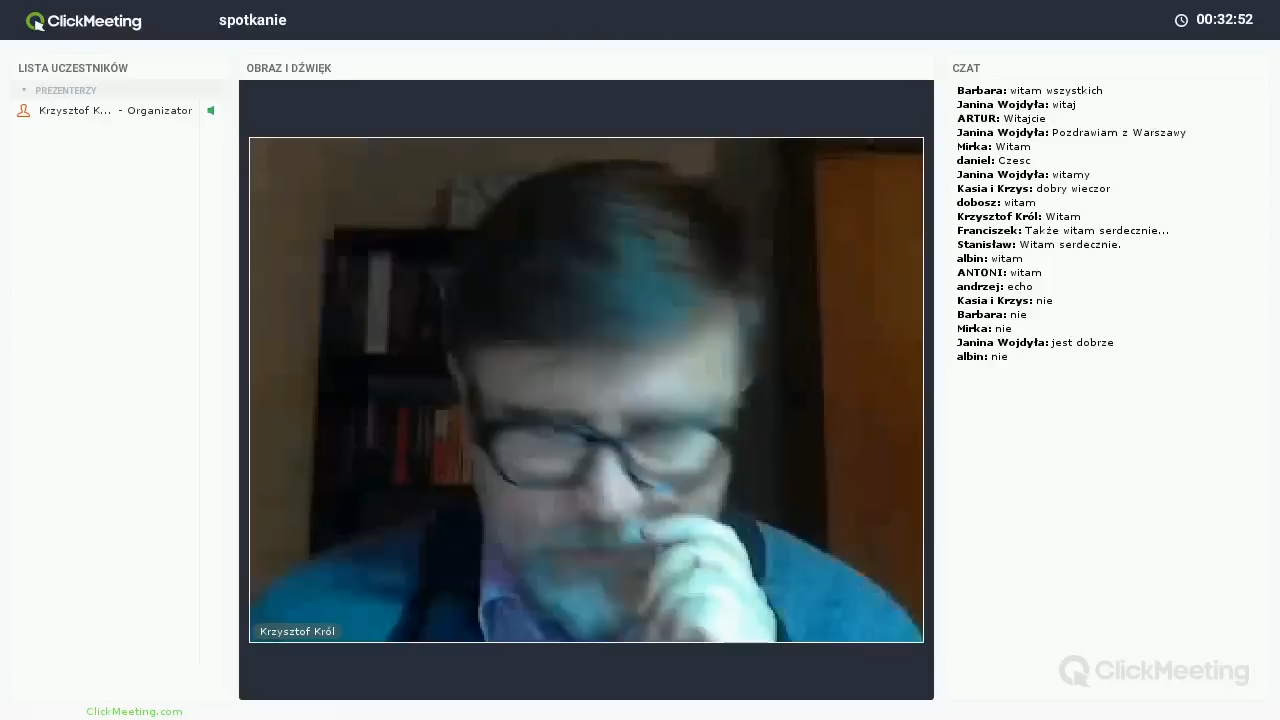 ClickMeeting
spotkanie
00:32:52
LISTA UCZESTNIKÓW
PREZENTERZY
Krzysztof K... - Organizator
OBRAZ I DŹWIĘK
Krzysztof Król
CZAT
Barbara: witam wszystkich
Janina Wojdyła: witaj
ARTUR: Witajcie
Janina Wojdyła: Pozdrawiam z Warszawy
Mirka: Witam
daniel: Czesc
Janina Wojdyła: witamy
Kasia i Krzys: dobry wieczor
dobosz: witam
Krzysztof Król: Witam
Franciszek: Także witam serdecznie...
Stanisław: Witam serdecznie.
albin: witam
ANTONI: witam
andrzej: echo
Kasia i Krzys: nie
Barbara: nie
Mirka: nie
Janina Wojdyła: jest dobrze
albin: nie
ClickMeeting
ClickMeeting.com